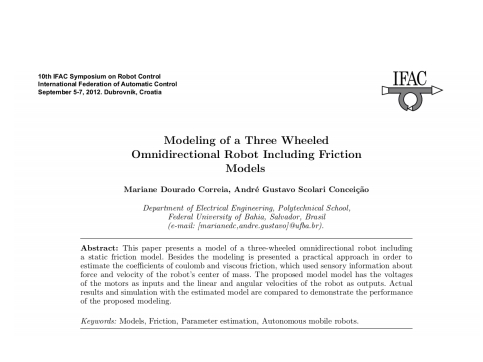 10th IFAC Symposium on Robot Control
International Federation of Automatic Control
September 5-7, 2012. Dubrovnik, Croatia
IFAC
Modeling of a Three Wheeled
Omnidirectional Robot Including Friction
Models
Mariane Dourado Correia, André Gustavo Scolari Conceição
Department of Electrical Engineering, Polytechnical School,
Federal University of Bahia, Salvador, Brasil
(e-mail: [marianedc,andre.gustavo]@ufba.br).
Abstract: This paper presents a model of a three-wheeled omnidirectional robot including
a static friction model. Besides the modeling is presented a practical approach in order to
estimate the coefficients of coulomb and viscous friction, which used sensory information about
force and velocity of the robot's center of mass. The proposed model model has the voltages
of the motors as inputs and the linear and angular velocities of the robot as outputs. Actual
results and simulation with the estimated model are compared to demonstrate the performance
of the proposed modeling.
Keywords: Models, Friction, Parameter estimation, Autonomous mobile robots.